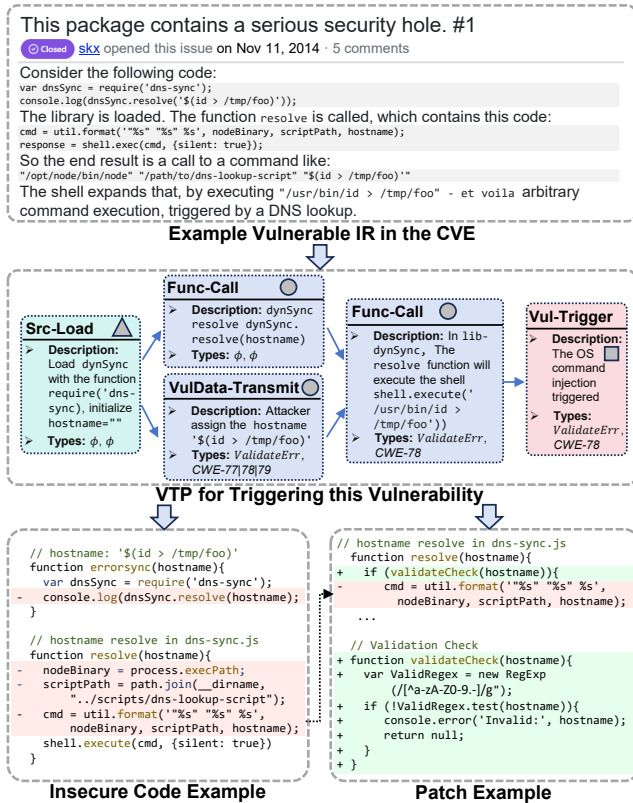 This package contains a serious security hole. #1
Closed skx opened this issue on Nov 11, 2014 · 5 comments
Consider the following code:
var dnsSync = require('dns-sync');
console.log(dnsSync.resolve('$(id > /tmp/foo)'));
The library is loaded. The function resolve is called, which contains this code:
cmd = util.format('"%s" "%s" %s', nodeBinary, scriptPath, hostname);
response = shell.exec(cmd, {silent: true});
So the end result is a call to a command like:
"/opt/node/bin/node" "/path/to/dns-lookup-script" "$(id > /tmp/foo)'"
The shell expands that, by executing "/usr/bin/id > /tmp/foo" - et voila arbitrary
command execution, triggered by a DNS lookup.
Example Vulnerable IR in the CVE
Src-Load
➢ Description:
Load dynSync
with the function
require('dns-
sync), initialize
hostname=""
➢ Types: ϕ, ϕ
Func-Call
➢ Description: dynSync
resolve dynSync.
resolve(hostname)
➢ Types: ϕ, ϕ
VulData-Transmit
➢ Description: Attacker
assign the hostname
'$(id > /tmp/foo)'
➢ Types: ValidateErr,
CWE-77|78|79
Func-Call
➢ Description: In lib-
dynSync, The
resolve function will
execute the shell
shell.execute('
/usr/bin/id >
/tmp/foo'))
➢ Types: ValidateErr,
CWE-78
Vul-Trigger
➢ Description:
The OS
command
injection
triggered
➢ Types:
ValidateErr,
CWE-78
VTP for Triggering this Vulnerability
// hostname: '$(id > /tmp/foo)'
function errorsync(hostname){
var dnsSync = require('dns-sync');
- console.log(dnsSync.resolve(hostname);
}
// hostname resolve in dns-sync.js
function resolve(hostname){
- nodeBinary = process.execPath;
- scriptPath = path.join(__dirname,
"../scripts/dns-lookup-script");
- cmd = util.format('"%s" "%s" %s',
nodeBinary, scriptPath, hostname);
shell.execute(cmd, {silent: true})
}
Insecure Code Example
// hostname resolve in dns-sync.js
function resolve(hostname){
+ if (validateCheck(hostname)){
- cmd = util.format('"%s" "%s" %s',
nodeBinary, scriptPath, hostname);
...
// Validation Check
+ function validateCheck(hostname){
+ var ValidRegex = new RegExp
(/[^a-zA-Z0-9.-]/g");
+ if (!ValidRegex.test(hostname)){
+ console.error('Invalid:', hostname);
+ return null;
+ }
+ }
Patch Example